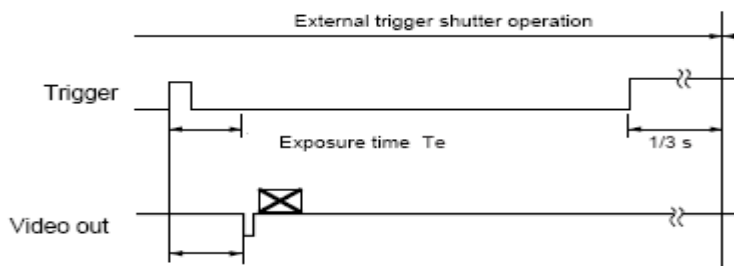 External trigger shutter operation
Trigger
Exposure time Te
1/3 s
Video out